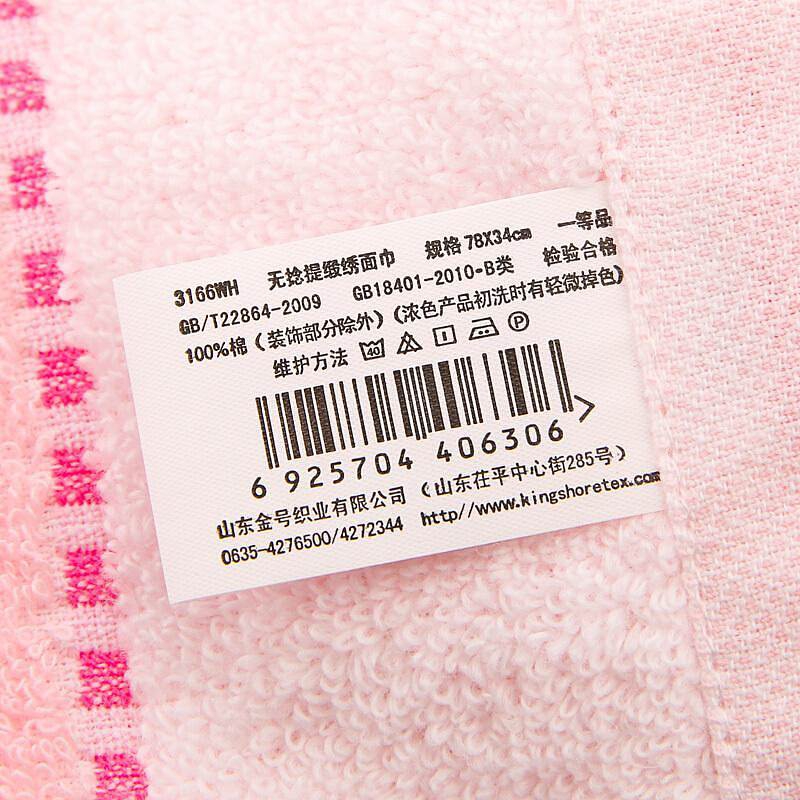 3166WH 无捻提缎绣面巾 规格 78X34cm 一等品
GB/T22864-2009 GB18401-2010-B类 检验合格
100%棉（装饰部分除外）（浓色产品初洗时有轻微掉色）
维护方法 40 P
6 925704 406306 >
山东金号织业有限公司 （山东茌平中心街285号）
0635-4276500/4272344 http//www.kingshoretex.com